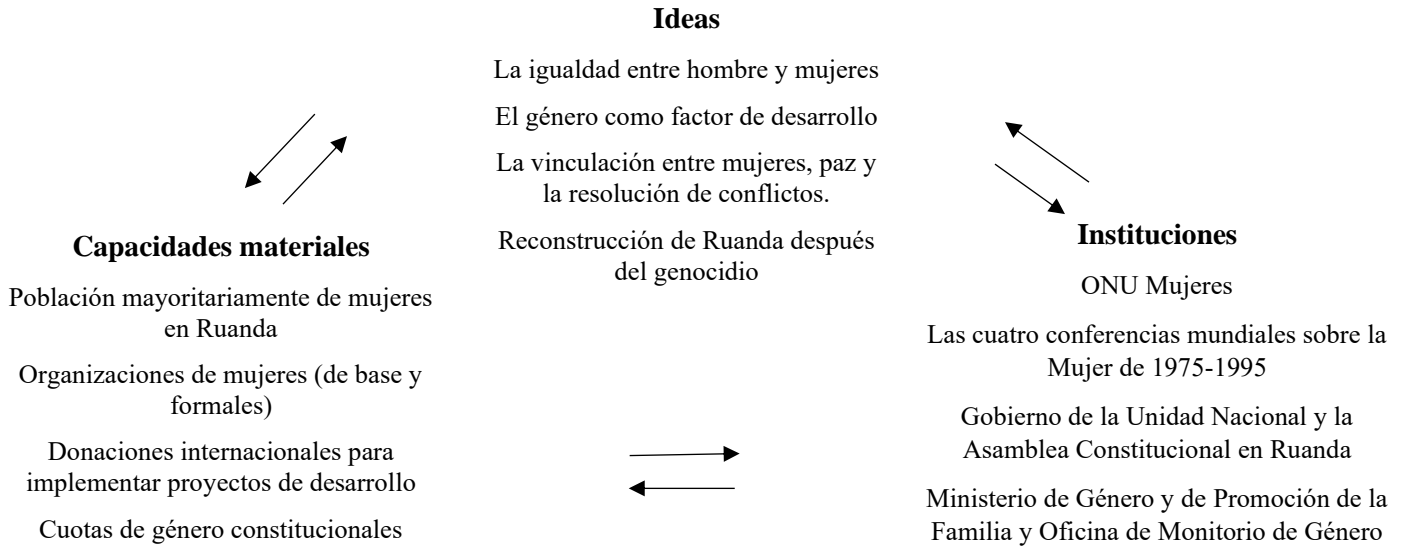 Ideas
La igualdad entre hombre y mujeres
El género como factor de desarrollo
La vinculación entre mujeres, paz y
la resolución de conflictos.
Reconstrucción de Ruanda después
del genocidio
Capacidades materiales
Población mayoritariamente de mujeres
en Ruanda
Organizaciones de mujeres (de base y
formales)
Donaciones internacionales para
implementar proyectos de desarrollo
Cuotas de género constitucionales
Instituciones
ONU Mujeres
Las cuatro conferencias mundiales sobre la
Mujer de 1975-1995
Gobierno de la Unidad Nacional y la
Asamblea Constitucional en Ruanda
Ministerio de Género y de Promoción de la
Familia y Oficina de Monitorio de Género